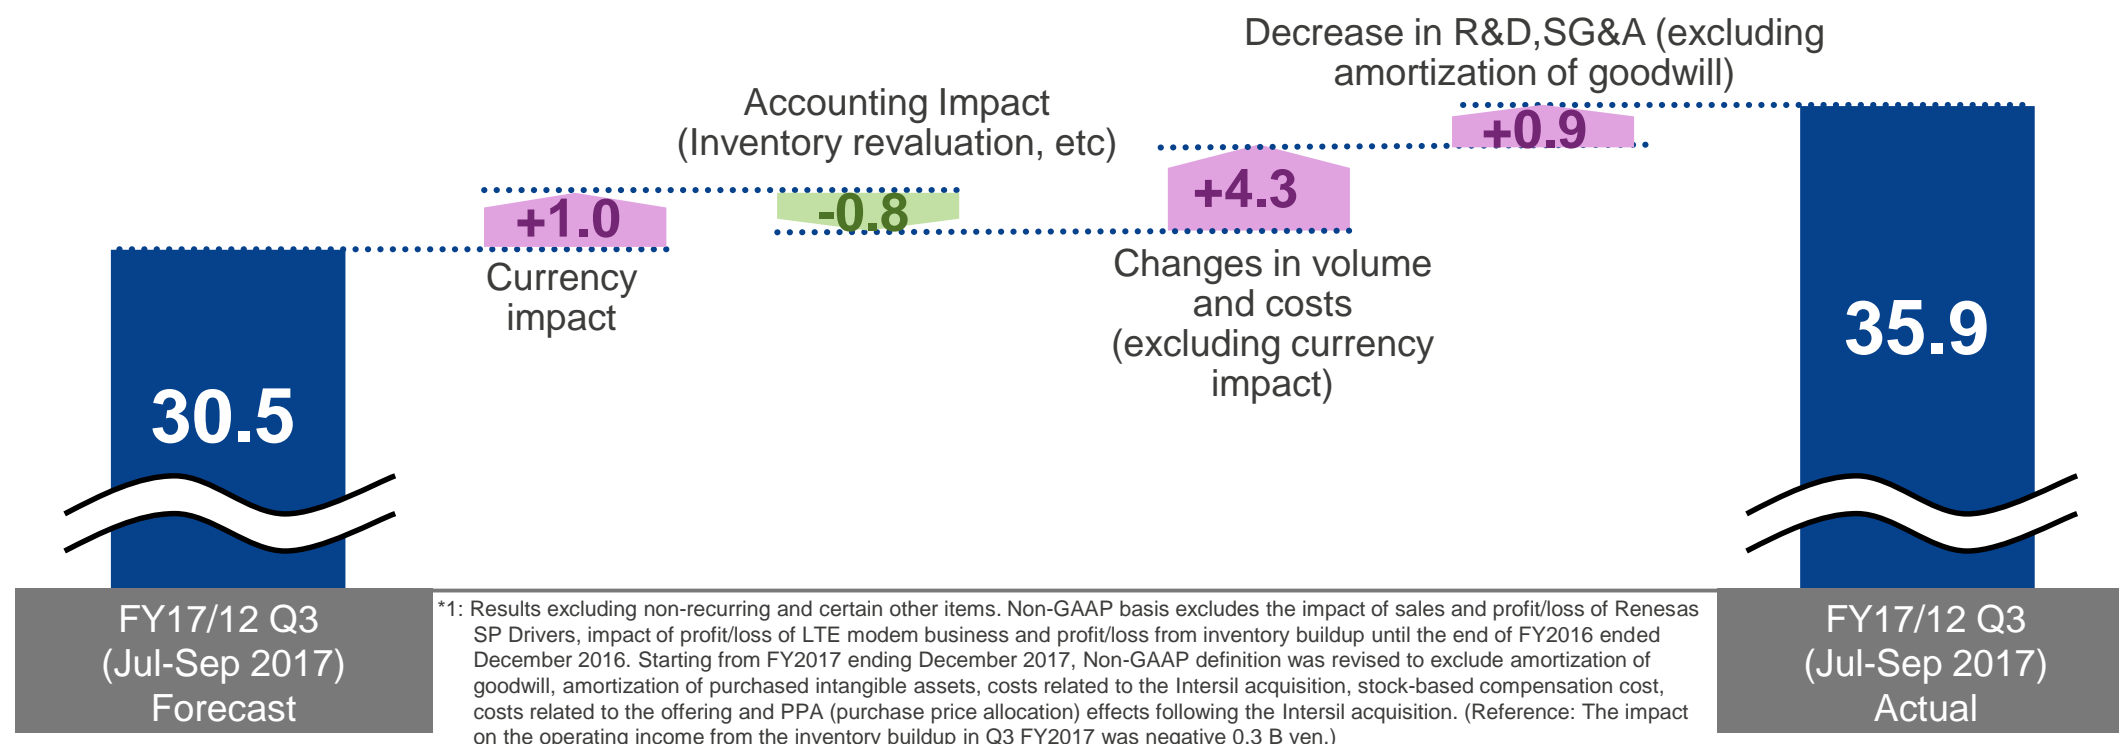 Decrease in R&D,SG&A (excluding
amortization of goodwill)
Accounting Impact
(Inventory revaluation, etc)
+0.9
+4.3
-0.8
+1.0
Currency
impact
Changes in volume
and costs
(excluding currency
impact)
30.5
35.9
FY17/12 Q3
(Jul-Sep 2017)
Forecast
*1: Results excluding non-recurring and certain other items. Non-GAAP basis excludes the impact of sales and profit/loss of Renesas
SP Drivers, impact of profit/loss of LTE modem business and profit/loss from inventory buildup until the end of FY2016 ended
December 2016. Starting from FY2017 ending December 2017, Non-GAAP definition was revised to exclude amortization of
goodwill, amortization of purchased intangible assets, costs related to the Intersil acquisition, stock-based compensation cost,
costs related to the offering and PPA (purchase price allocation) effects following the Intersil acquisition. (Reference: The impact
on the operating income from the inventory buildup in Q3 FY2017 was negative 0.3 B yen.)
FY17/12 Q3
(Jul-Sep 2017)
Actual